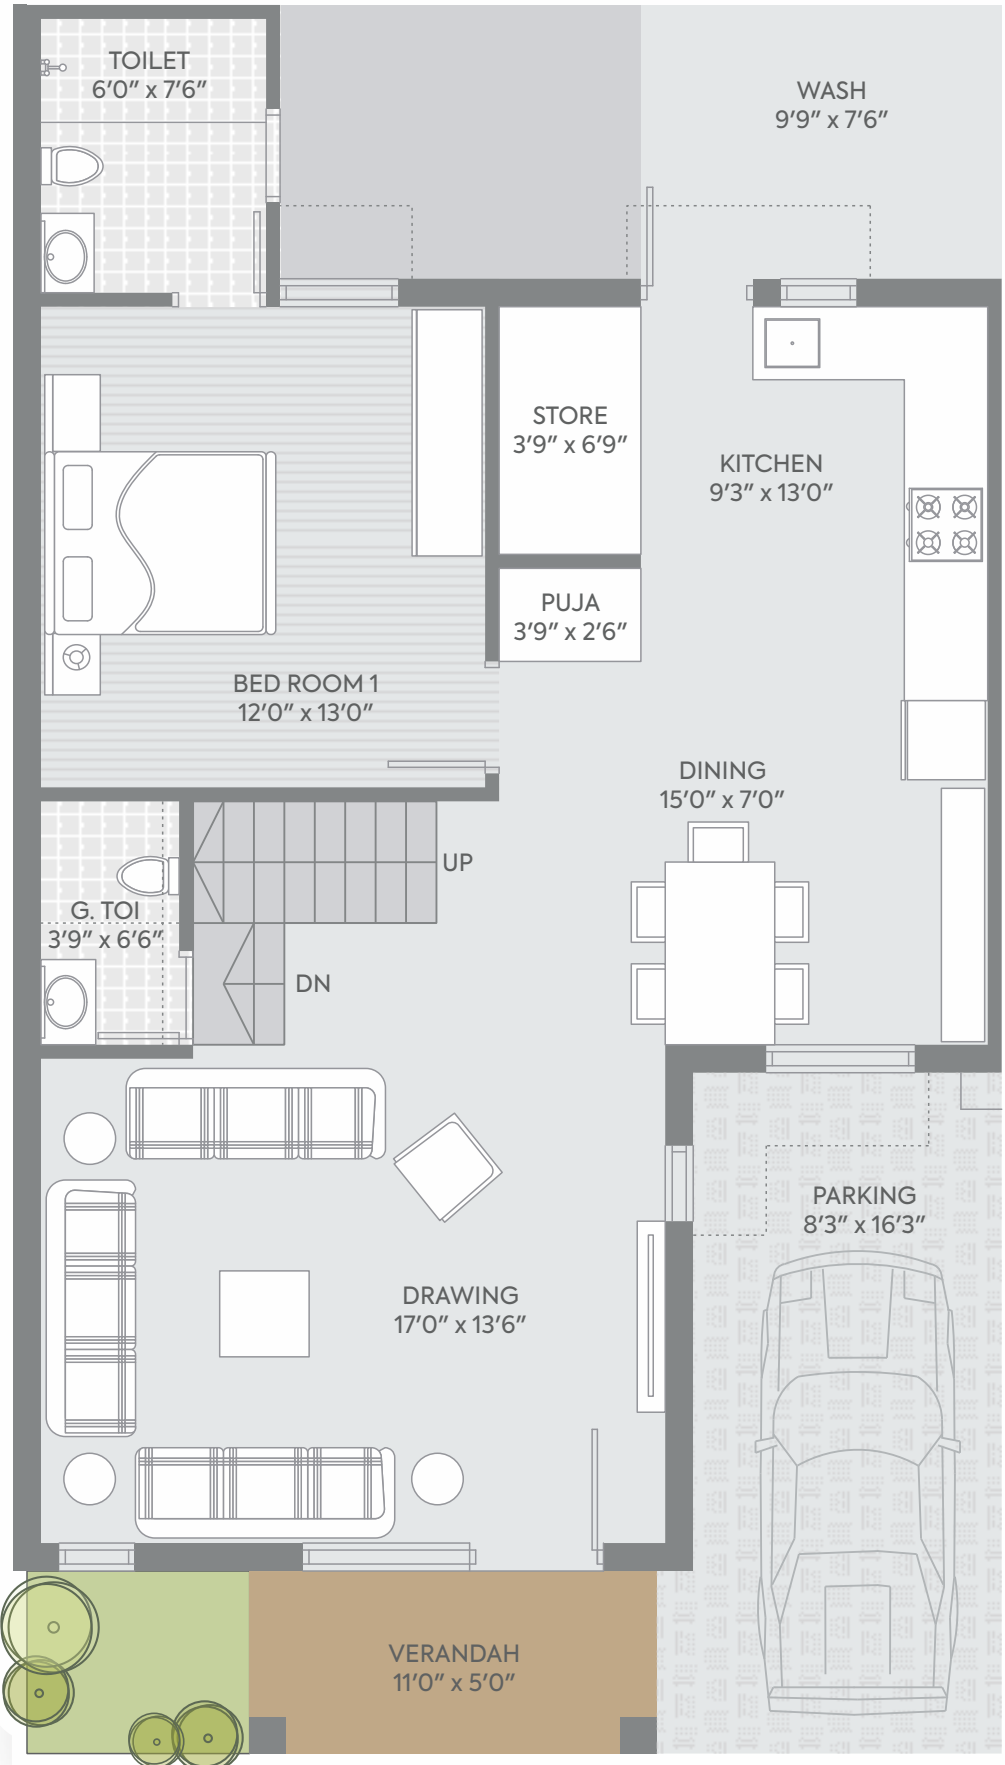 TOILET
6'0" x 7'6"
WASH
9'9" x 7'6"
STORE
3'9" x 6'9"
KITCHEN
9'3" x 13'0"
PUJA
3'9" x 2'6"
BED ROOM 1
12'0" x 13'0"
DINING
15'0" x 7'0"
UP
G. TOI
3'9" x 6'6"
DN
PARKING
8'3" x 16'3"
DRAWING
17'0" x 13'6"
VERANDAH
11'0" x 5'0"